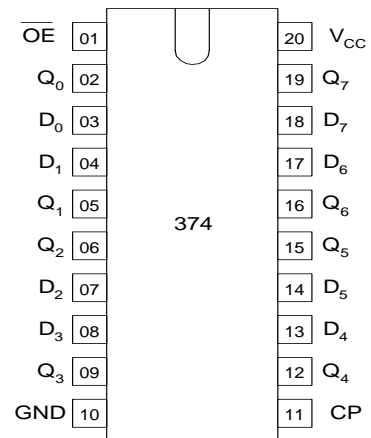 OE 01 20 VCC
Q0 02 19 Q7
D0 03 18 D7
D1 04 17 D6
Q1 05 16 Q6
374
Q2 06 15 Q5
D2 07 14 D5
D3 08 13 D4
Q3 09 12 Q4
GND 10 11 CP